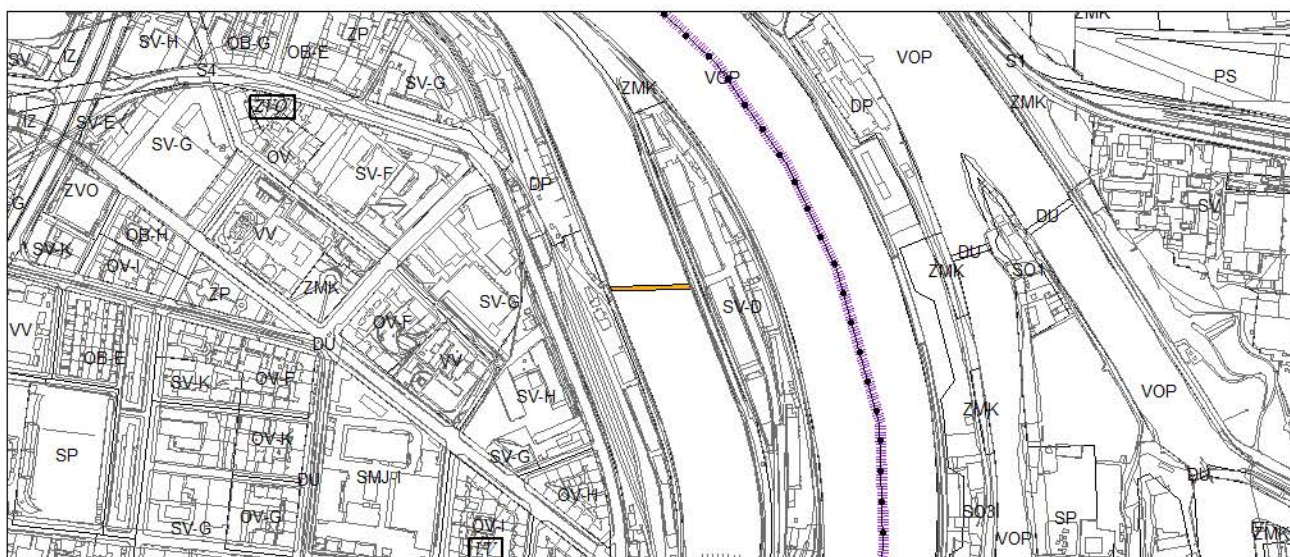 SV-H
OB-G
ZP
ZMK
SV
IZ
OB-E
VOP
VOP
S1
S4
SV-G
ZMK
PS
ZMK
DP
IZ
SV-E
OV
SV-G
SV-F
ZVO
DP
DU
SV
OB-H
VV
DU
SV-K
OV-I
ZMK
SO1
ZP
ZMK
SV-G
SV-D
VV
OV-F
DU
OB-E
VV
SV-K
OV-F
SV-H
VOP
ZMK
OV-K
SP
SV-G
DU
SMJ-I
DU
OV-H
SV-G
OV-G
OV-I
SO3
SP
VOP
ZMK